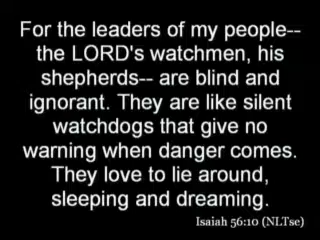 For the leaders of my people--
the LORD's watchmen, his
shepherds-- are blind and
ignorant. They are like silent
watchdogs that give no
warning when danger comes.
They love to lie around,
sleeping and dreaming.
Isaiah 56:10 (NLTse)